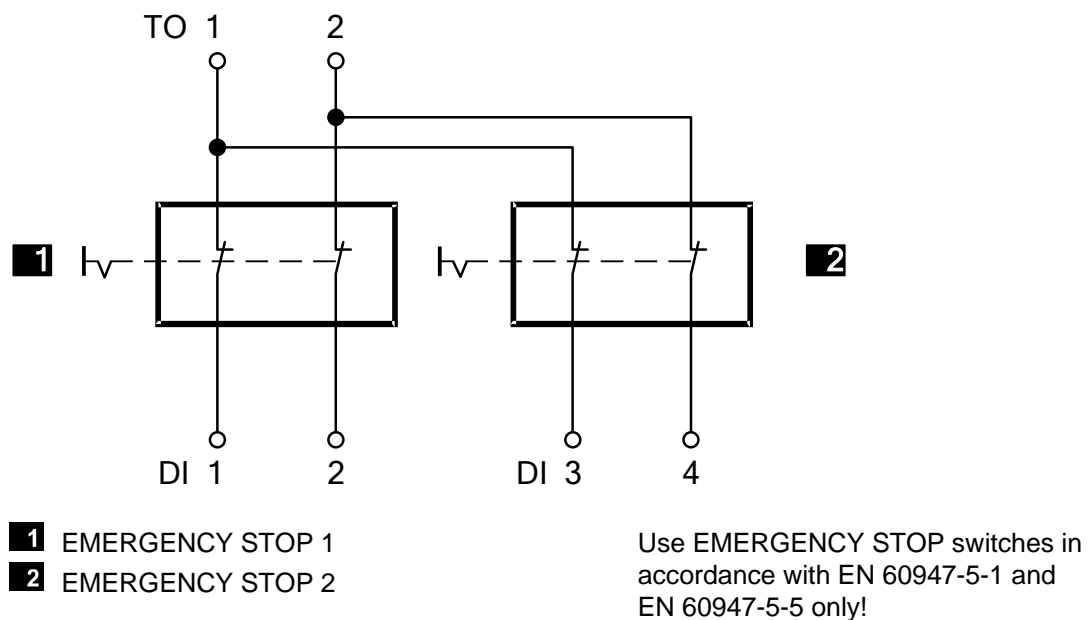 TO 1 2
1
2
DI 1 2 DI 3 4
1 EMERGENCY STOP 1
2 EMERGENCY STOP 2
Use EMERGENCY STOP switches in
accordance with EN 60947-5-1 and
EN 60947-5-5 only!